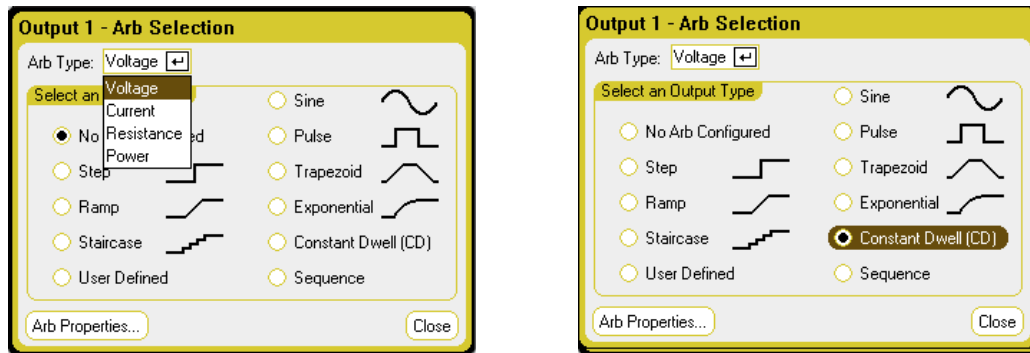 Output 1 - Arb Selection
Arb Type: Voltage
Voltage
Current
Resistance
Power
Select an
No ed
Step
Ramp
Staircase
User Defined
Sine
Pulse
Trapezoid
Exponential
Constant Dwell (CD)
Sequence
Arb Properties...
Close
Output 1 - Arb Selection
Arb Type: Voltage
Select an Output Type
No Arb Configured
Step
Ramp
Staircase
User Defined
Sine
Pulse
Trapezoid
Exponential
Constant Dwell (CD)
Sequence
Arb Properties...
Close